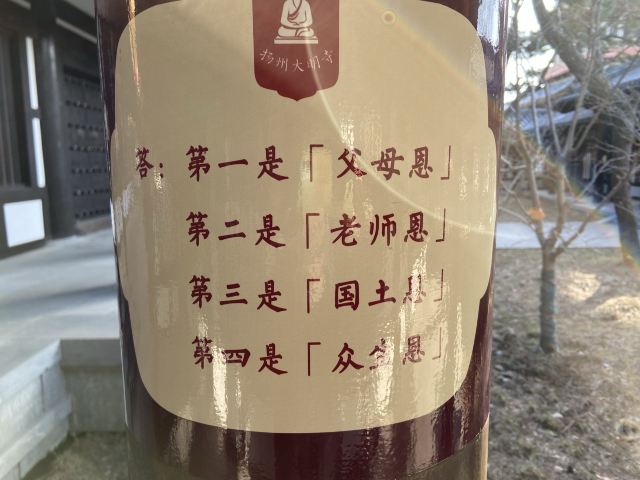 扬州大明寺
答：第一是「父母恩」
第二是「老师恩」
第三是「国土恩」
第四是「众生恩」